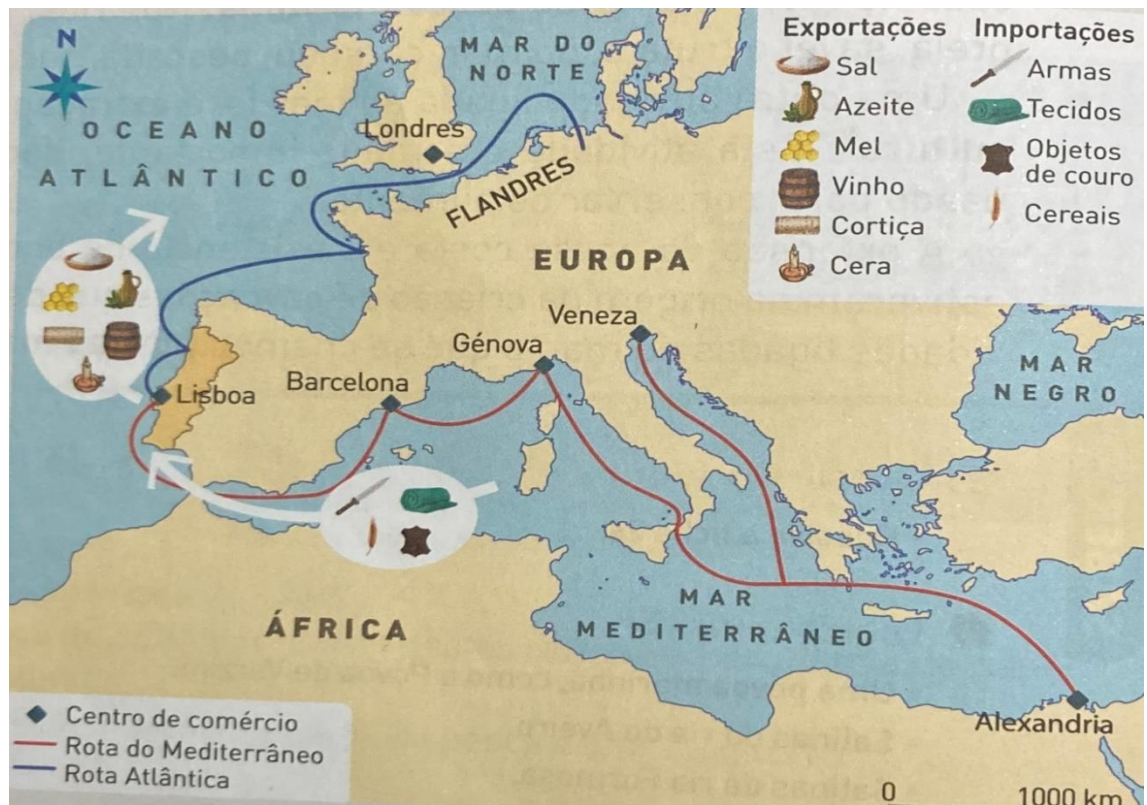 N
MAR DO
NORTE
OCEANO
ATLÂNTICO
Londres
FLANDRES
EUROPA
Veneza
Génova
Barcelona
Lisboa
MAR
NEGRO
ÁFRICA
MAR
MEDITERRÂNEO
Alexandria
Exportações
Sal
Azeite
Mel
Vinho
Cortiça
Cera
Importações
Armas
Tecidos
Objetos
de couro
Cereais
Centro de comércio
Rota do Mediterrâneo
Rota Atlântica
0
1000 km